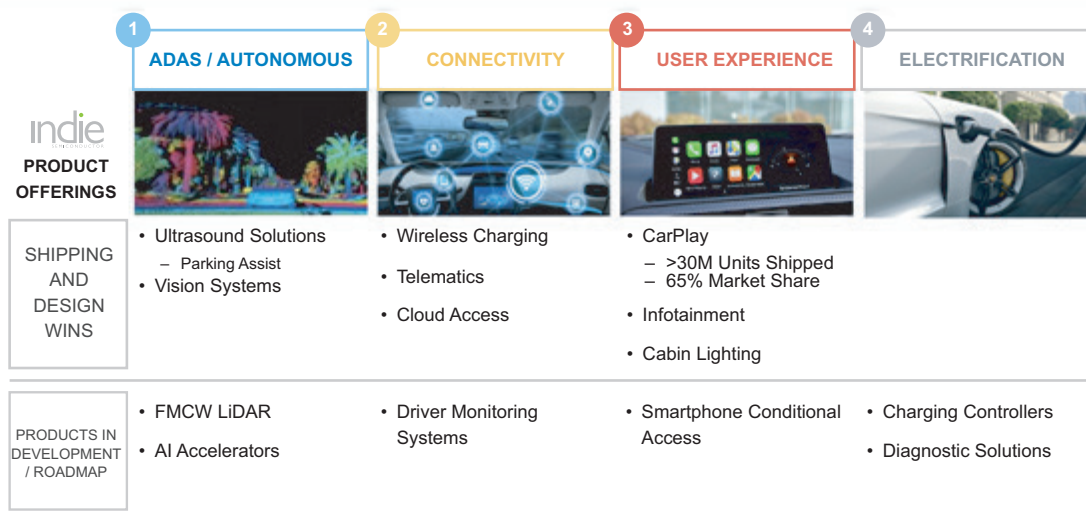 1
ADAS / AUTONOMOUS
2
CONNECTIVITY
3
USER EXPERIENCE
4
ELECTRIFICATION
indie
SEMICONDUCTOR
PRODUCT
OFFERINGS
SHIPPING
AND
DESIGN
WINS
• Ultrasound Solutions
– Parking Assist
• Vision Systems
• Wireless Charging
• Telematics
• Cloud Access
• CarPlay
– >30M Units Shipped
– 65% Market Share
• Infotainment
• Cabin Lighting
PRODUCTS IN
DEVELOPMENT
/ ROADMAP
• FMCW LiDAR
• AI Accelerators
• Driver Monitoring
Systems
• Smartphone Conditional
Access
• Charging Controllers
• Diagnostic Solutions